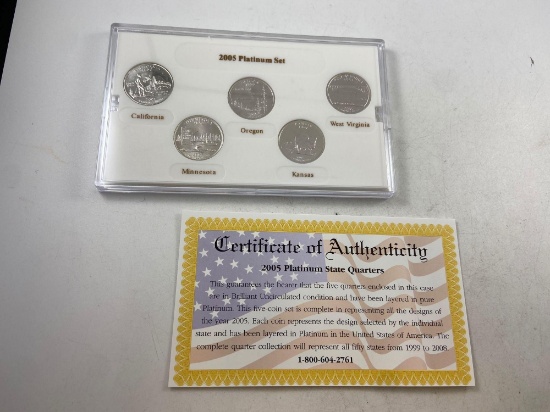 2005 Platinum Set
California
Oregon
West Virginia
Minnesota
Kansas
Certificate of Authenticity
2005 Platinum State Quarters
This guarantees the Bearer that the five quarters enclosed in this case
are in Brilliant Uncirculated condition and have been layered in pure
Platinum. This five-coin set is complete in representing all the designs of
the year 2005. Each coin represents the design selected by the individual
state and has been layered in Platinum in the United States of America. The
complete quarter collection will represent all fifty states from 1999 to 2008.
1-800-604-2761